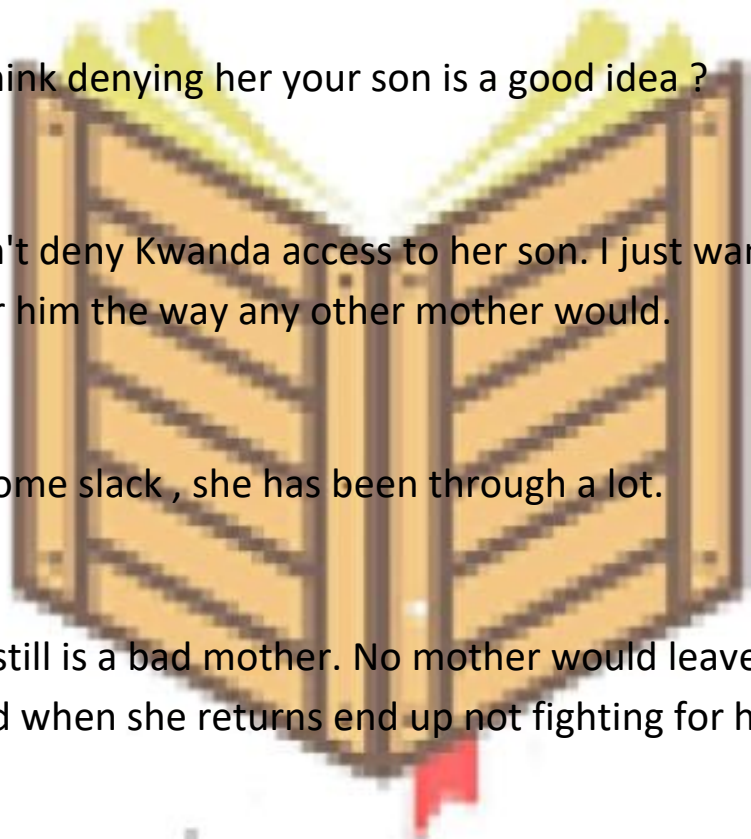 ink denying her your son is a good idea ?
't deny Kwanda access to her son. I just
him the way any other mother would.
ome slack , she has been through a lot.
still is a bad mother. No mother would leave
when she returns end up not fighting for